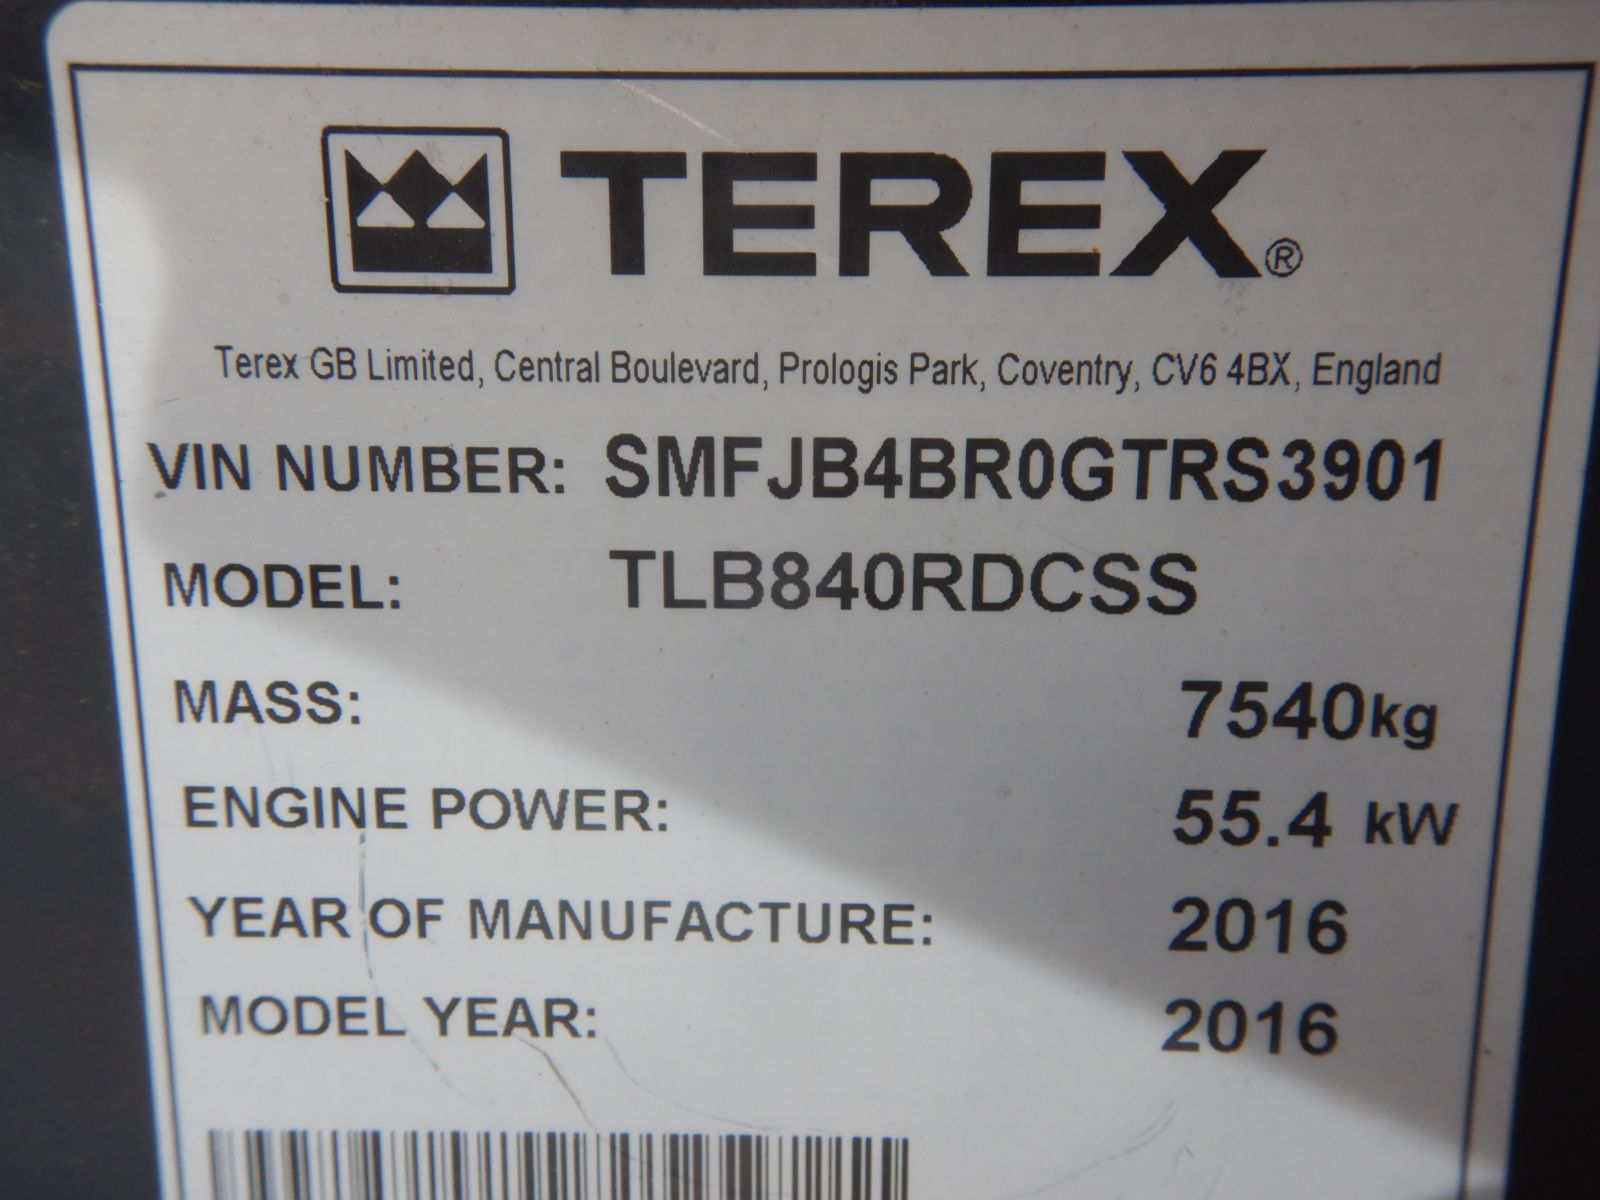 TEREX®
Terex GB Limited, Central Boulevard, Prologis Park, Coventry, CV6 4BX, England
VIN NUMBER: SMFJB4BR0GTRS3901
MODEL: TLB840RDCSS
MASS: 7540kg
ENGINE POWER: 55.4 kW
YEAR OF MANUFACTURE: 2016
MODEL YEAR: 2016